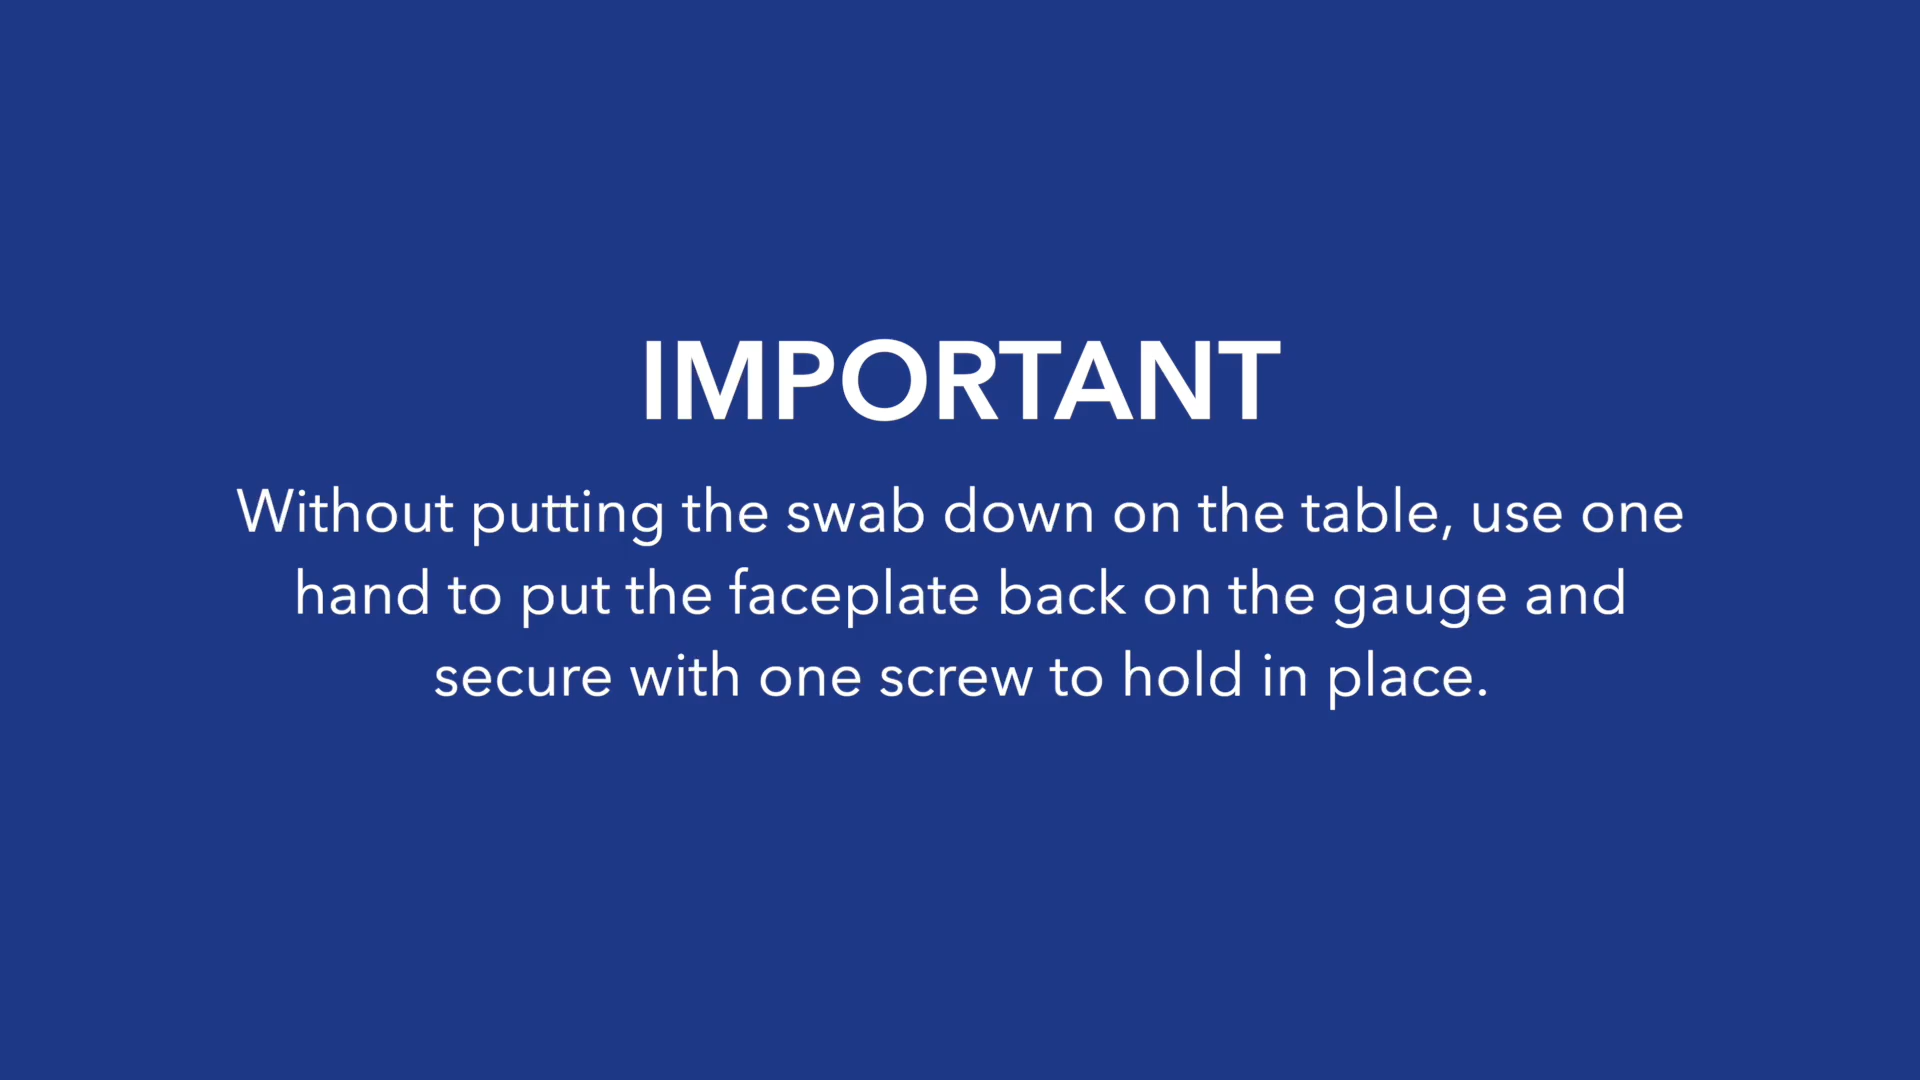 IMPORTANT
Without putting the swab down on the table, use one
hand to put the faceplate back on the gauge and
secure with one screw to hold in place.